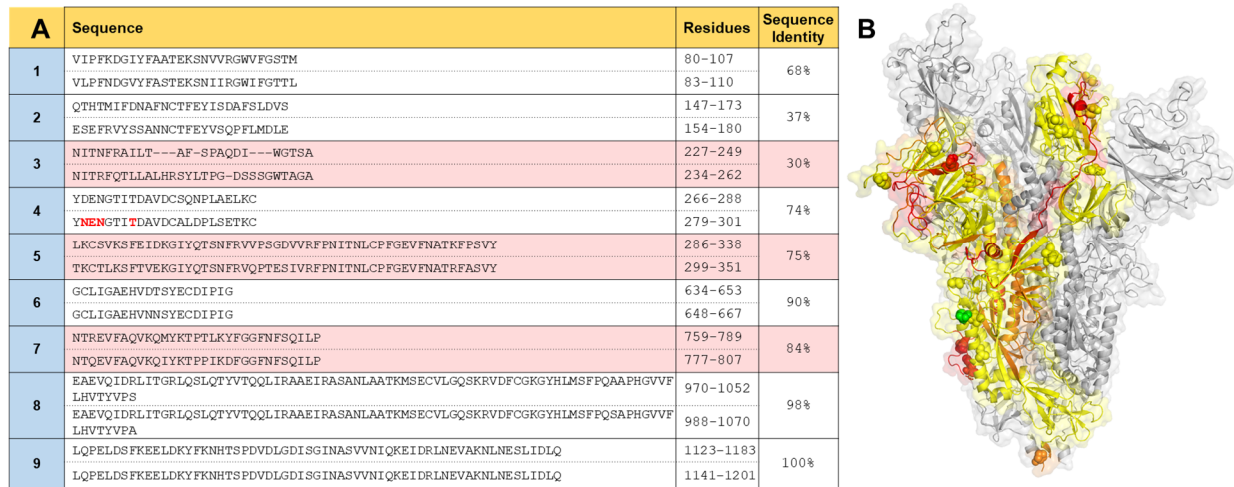 A Sequence Residues Sequence Identity B
1 VIPFKDGIYFAATEKSNVVRGWVFGSTM 80-107 68%
VLPFNDGVYFASTEKSNIIRGWIFGTTL 83-110
2 QTHTMIFDNAFNCTFEYISDAFSLDVS 147-173 37%
ESEFRVYSSANNCTFEYVSQPFLMDLE 154-180
3 NITNFRAILT---AF-SPAQDI---WGTSA 227-249 30%
NITRFQTLLALHRSYLTPG-DSSSGWTAGA 234-262
4 YDENGTITDAVDCSQNPLAELKC 266-288 74%
YNENGTITDAVDCALDPLSETKC 279-301
5 LKCSVKSFEIDKGIYQTSNFRVVPSGDVVRFPNITNLCPFGEVFNATKFPSVY 286-338 75%
TKCTLKSFTVEKGIYQTSNFRVQPTESIVRFPNITNLCPFGEVFNATRFASVY 299-351
6 GCLIGAEHVDTSYECDIPIG 634-653 90%
GCLIGAEHVNNSYECDIPIG 648-667
7 NTREVFAQVKQMYKTPTLKYFGGFNFSQILP 759-789 84%
NTQEVFAQVKQIYKTPPIKDFGGFNFSQILP 777-807
8 EAEVQIDRLITGRLQSLQTYVTQQLIRAAEIRASANLAATKMSECVLGQSKRVDFCGKGYHLMSFPQAAPHGVVF 970-1052 98%
LHVTYVPS
EAEVQIDRLITGRLQSLQTYVTQQLIRAAEIRASANLAATKMSECVLGQSKRVDFCGKGYHLMSFPQSAPHGVVF 988-1070
LHVTYVPA
9 LQPELDSFKEELDKYFKNHTSPDVDLGDISGINASVVNIQKEIDRLNEVAKNLNESLIDLQ 1123-1183 100%
LQPELDSFKEELDKYFKNHTSPDVDLGDISGINASVVNIQKEIDRLNEVAKNLNESLIDLQ 1141-1201